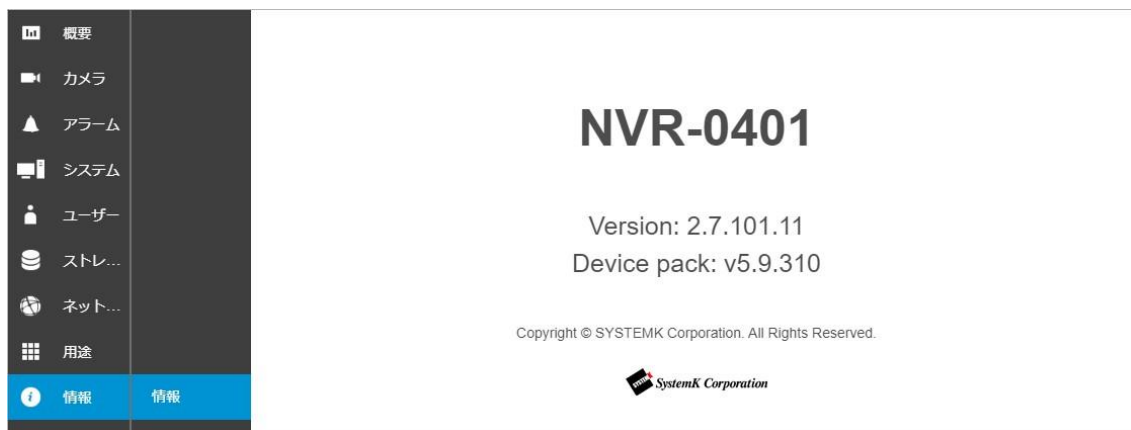 概要
カメラ
アラーム
システム
ユーザー
ストレ...
ネット...
用途
情報
情報
NVR-0401
Version: 2.7.101.11
Device pack: v5.9.310
Copyright © SYSTEMK Corporation. All Rights Reserved.
SystemK Corporation